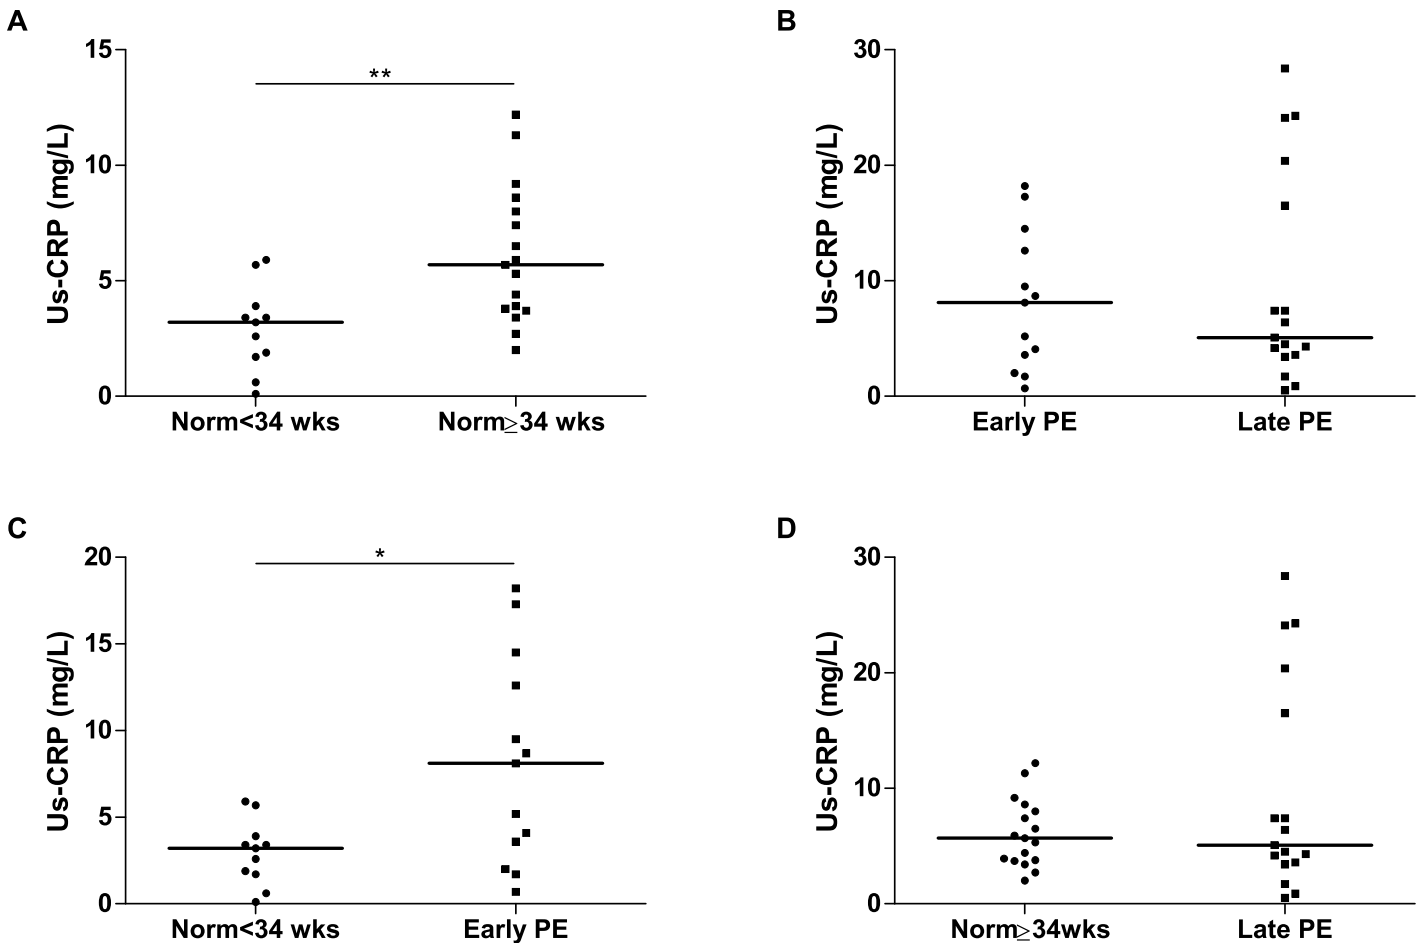 A
Us-CRP (mg/L)
15
10
5
0
**
Norm<34 wks
Norm≥34 wks
B
Us-CRP (mg/L)
30
20
10
0
Early PE
Late PE
C
Us-CRP (mg/L)
20
15
10
5
0
*
Norm<34 wks
Early PE
D
Us-CRP (mg/L)
30
20
10
0
Norm≥34wks
Late PE